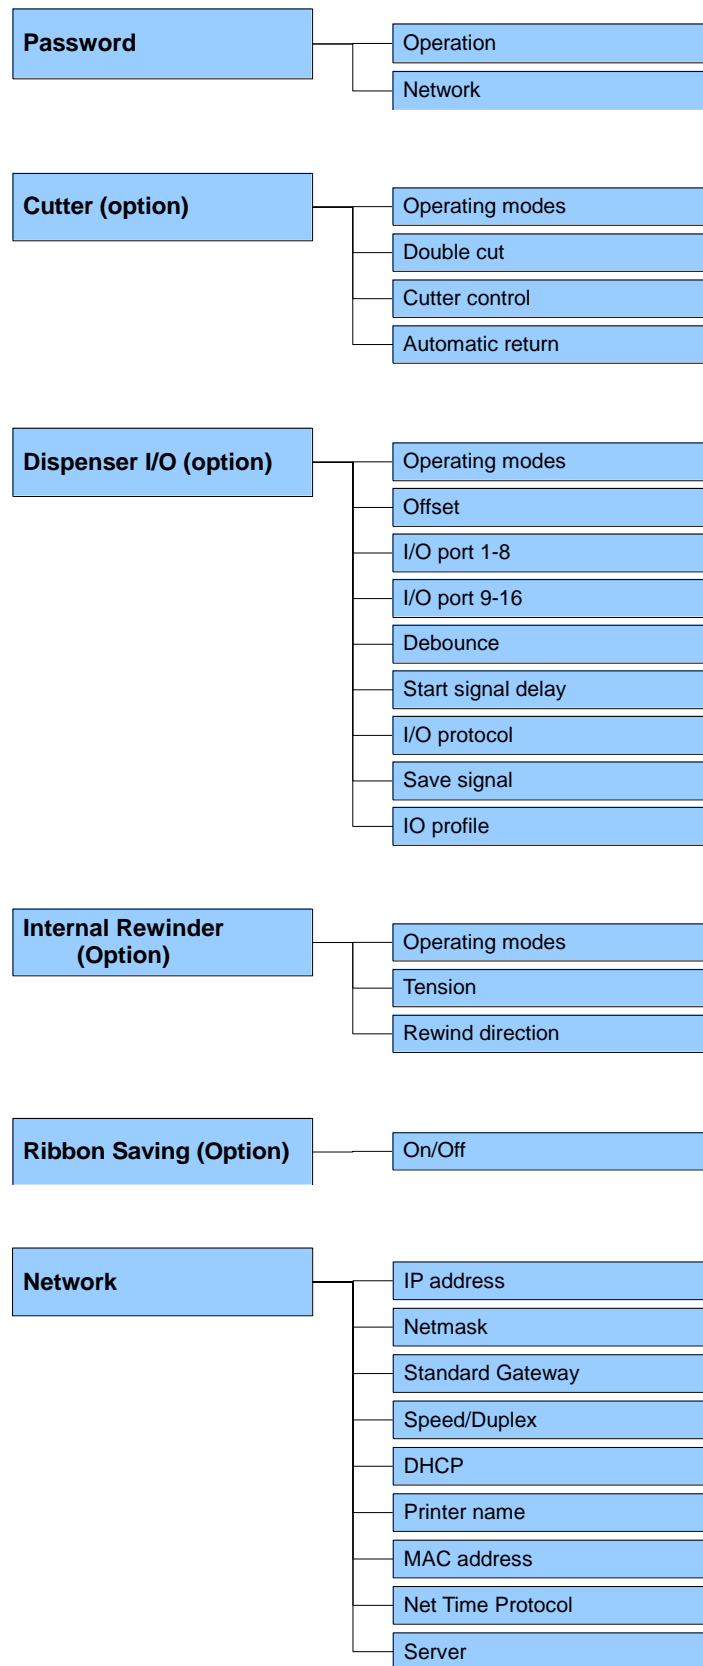 Password
Operation
Network
Cutter (option)
Operating modes
Double cut
Cutter control
Automatic return
Dispenser I/O (option)
Operating modes
Offset
I/O port 1-8
I/O port 9-16
Debounce
Start signal delay
I/O protocol
Save signal
IO profile
Internal Rewinder
(Option)
Operating modes
Tension
Rewind direction
Ribbon Saving (Option)
On/Off
Network
IP address
Netmask
Standard Gateway
Speed/Duplex
DHCP
Printer name
MAC address
Net Time Protocol
Server